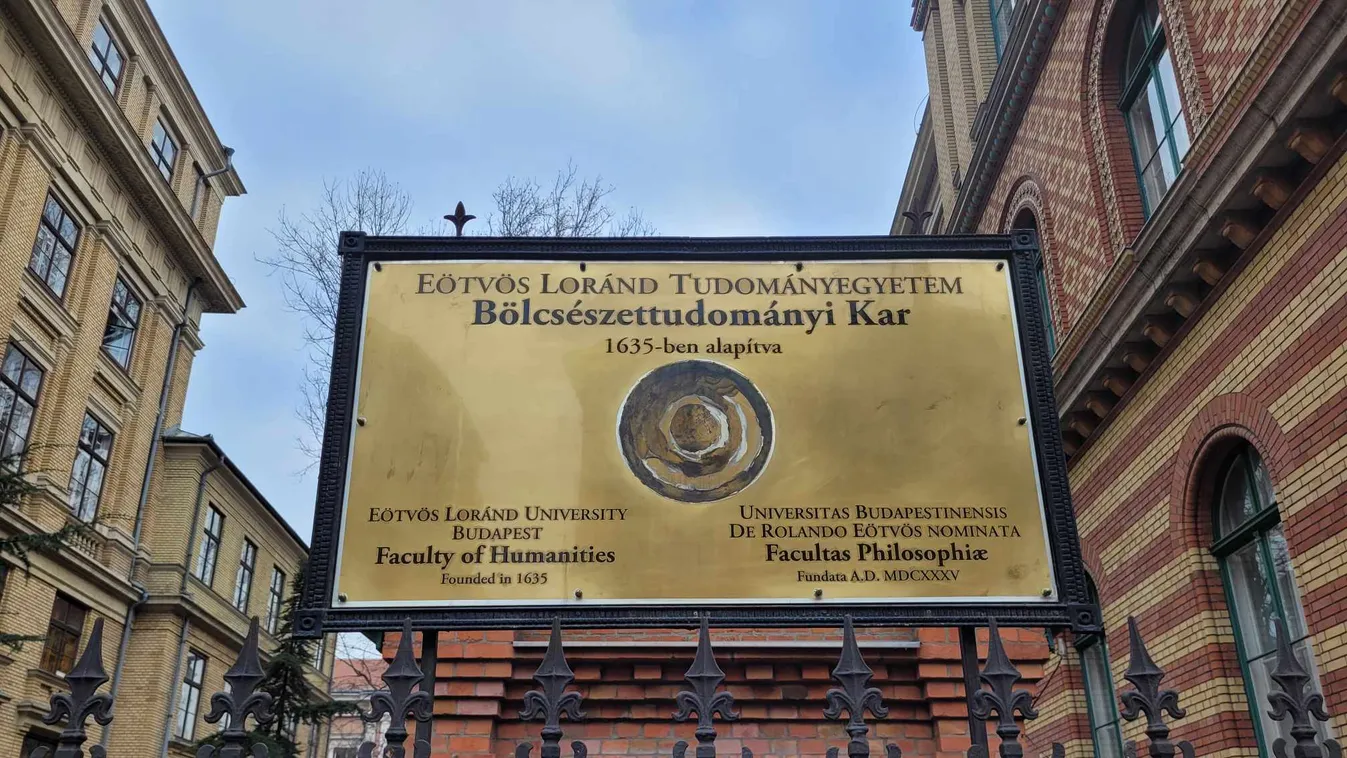 EÖTVÖS LORÁND TUDOMÁNYEGYETEM
Bölcsészettudományi Kar
1635-ben alapítva
EÖTVÖS LORÁND UNIVERSITY
BUDAPEST
Faculty of Humanities
Founded in 1635
UNIVERSITAS BUDAPESTINENSIS
DE ROLANDO EÖTVÖS NOMINATA
Facultas Philosophiæ
Fundata A.D. MDCXXXV